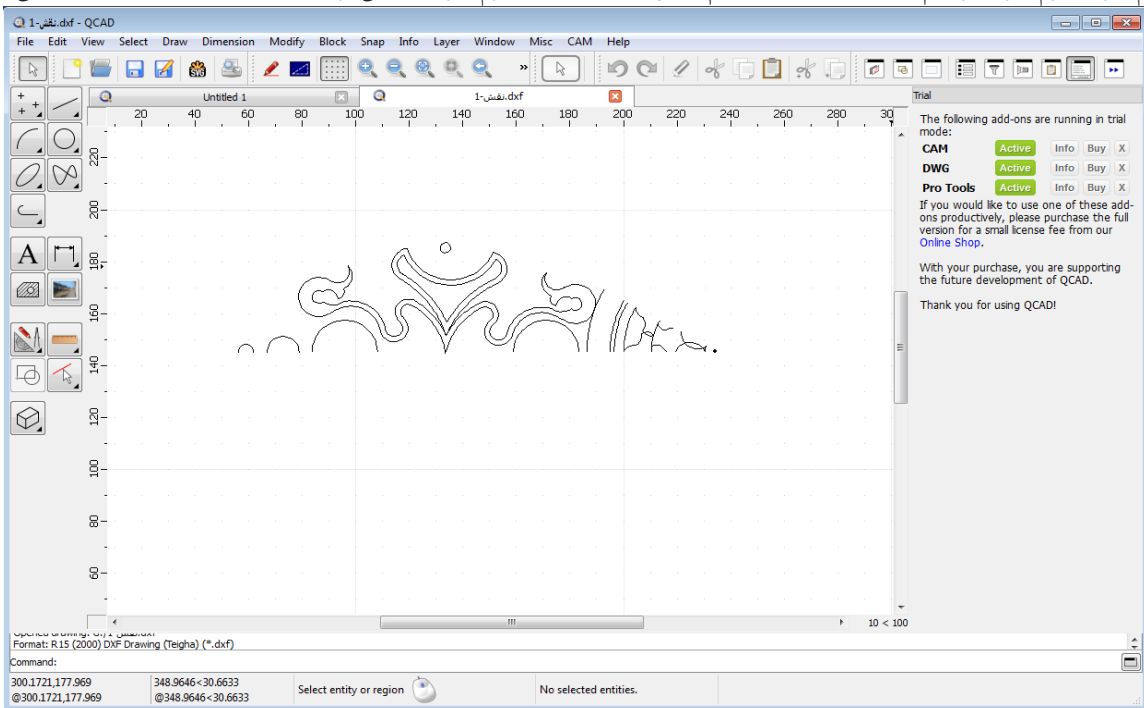 نقش-1.dxf - QCAD
File Edit View Select Draw Dimension Modify Block Snap Info Layer Window Misc CAM Help
SVG » 
Untitled 1 نقش-1.dxf
Trial
20 40 60 80 100 120 140 160 180 200 220 240 260 280 30
The following add-ons are running in trial
mode:
CAM Active Info Buy X
DWG Active Info Buy X
Pro Tools Active Info Buy X
If you would like to use one of these add-
ons productively, please purchase the full
version for a small license fee from our
Online Shop.
With your purchase, you are supporting
the future development of QCAD.
Thank you for using QCAD!
220
200
180
160
140
120
100
80
60
A
10 < 100
Format: R15 (2000) DXF Drawing (Teigha) (*.dxf)
Command:
300.1721,177.969 348.9646<30.6633
@300.1721,177.969 @348.9646<30.6633
Select entity or region No selected entities.